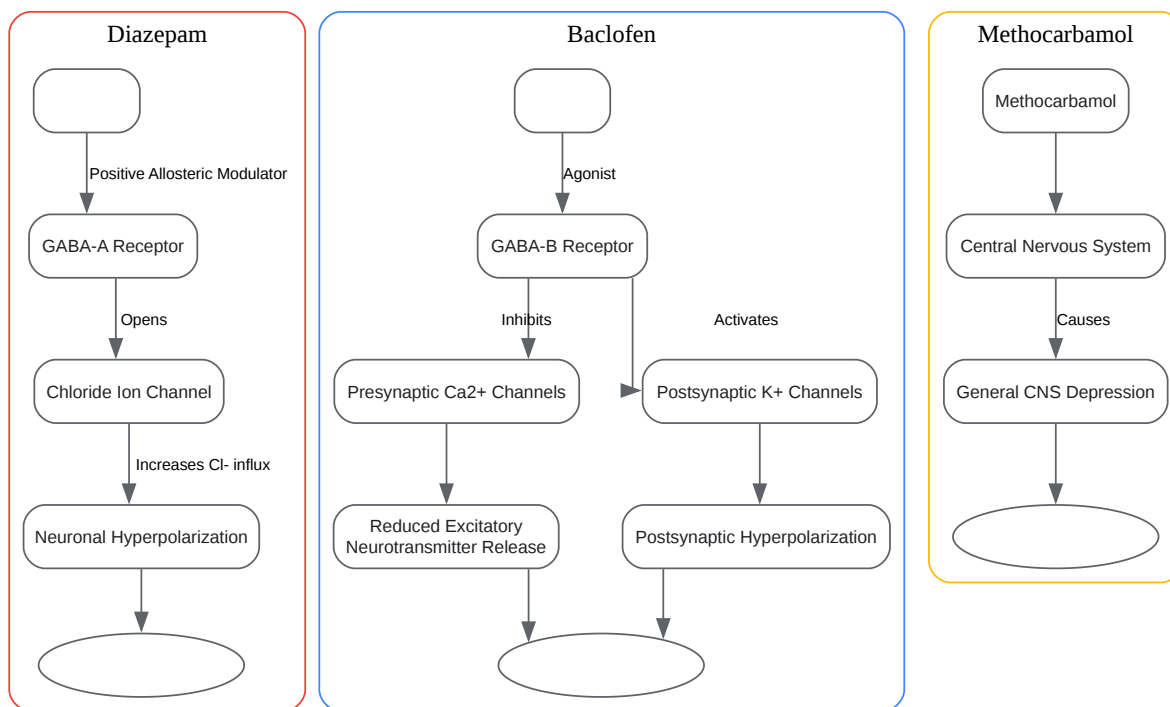 Diazepam
Positive Allosteric Modulator
GABA-A Receptor
Opens
Chloride Ion Channel
Increases Cl- influx
Neuronal Hyperpolarization
Baclofen
Agonist
GABA-B Receptor
Inhibits
Activates
Presynaptic Ca2+ Channels
Postsynaptic K+ Channels
Reduced Excitatory
Neurotransmitter Release
Postsynaptic Hyperpolarization
Methocarbamol
Methocarbamol
Central Nervous System
Causes
General CNS Depression